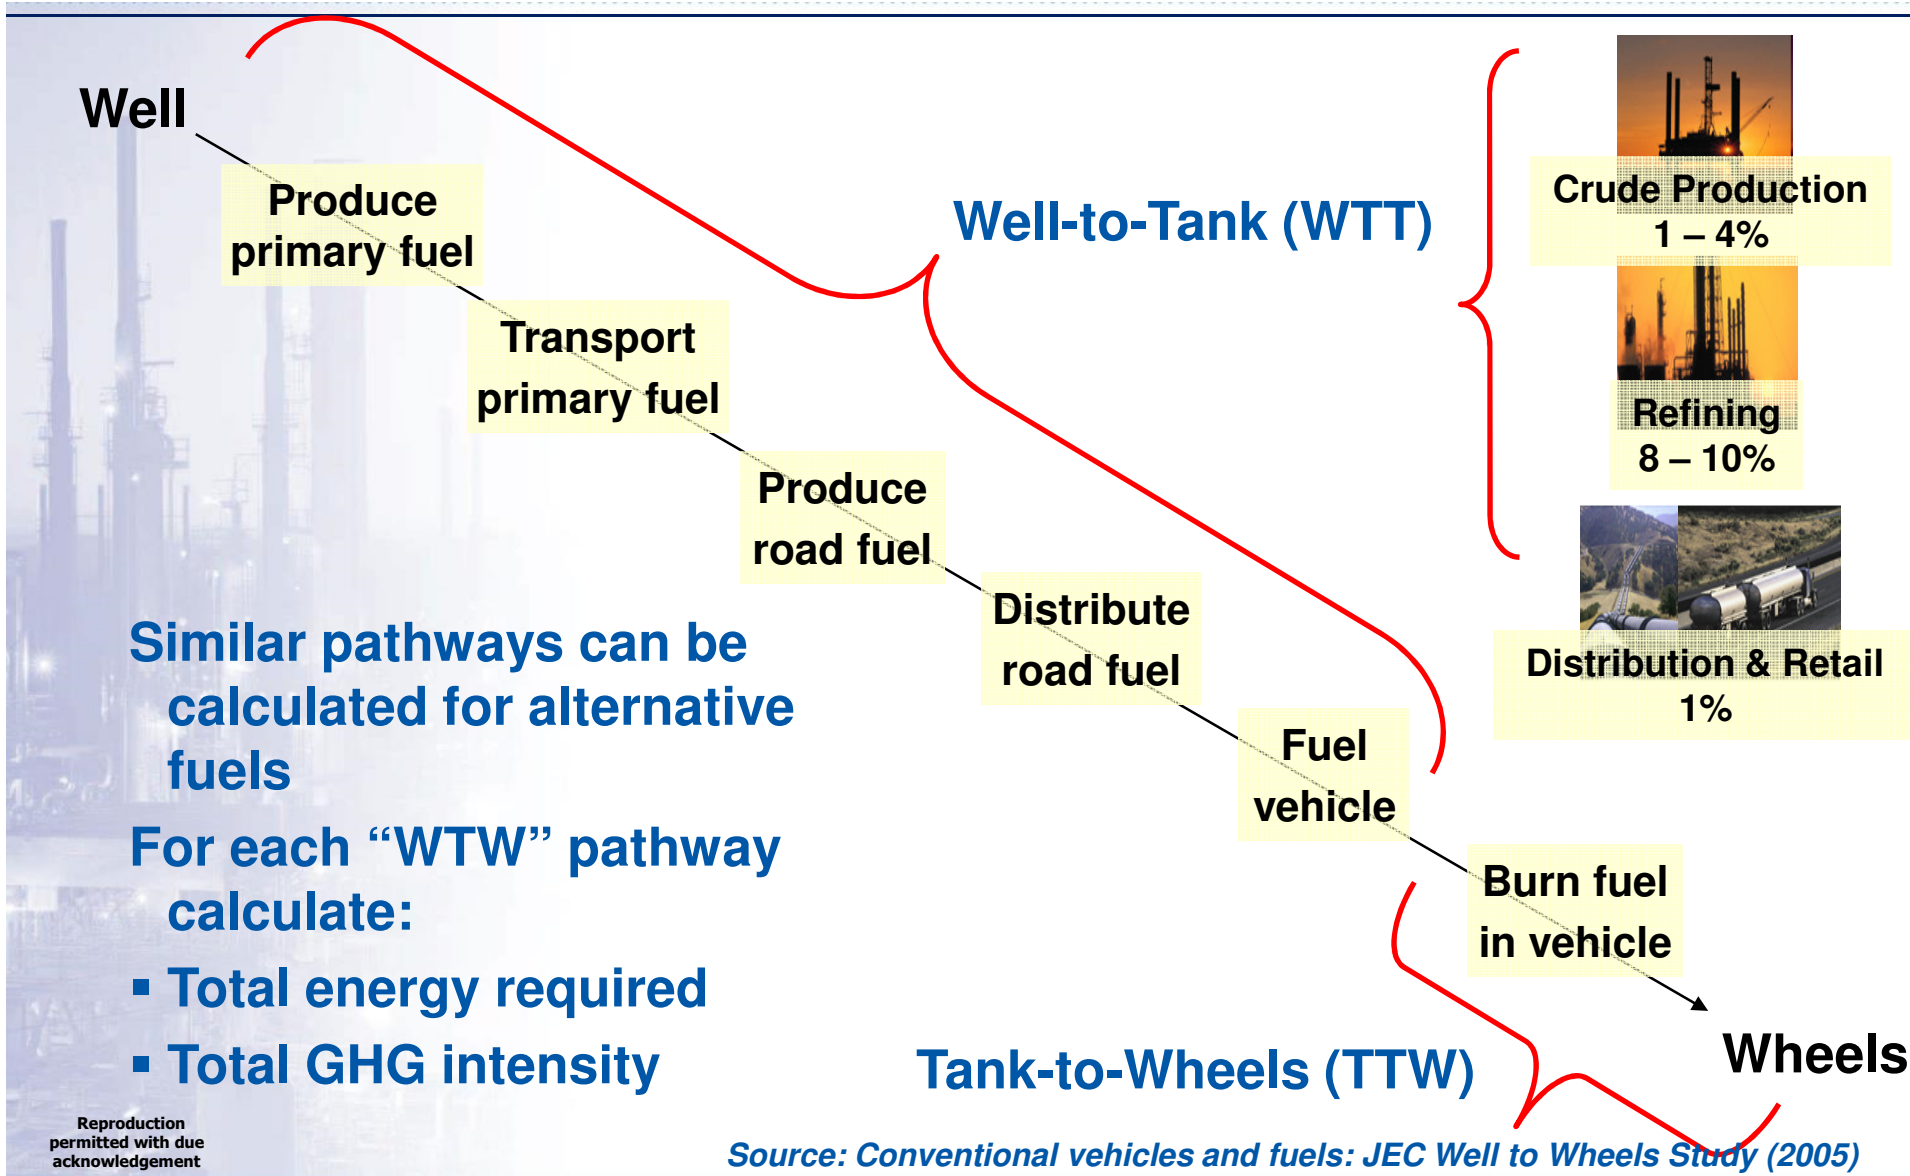 Well
Produce
primary fuel
Transport
primary fuel
Produce
road fuel
Distribute
road fuel
Fuel
vehicle
Burn fuel
in vehicle
Wheels
Well-to-Tank (WTT)
Crude Production
1 – 4%
Refining
8 – 10%
Distribution & Retail
1%
Similar pathways can be
calculated for alternative
fuels
For each “WTW” pathway
calculate:
▪ Total energy required
▪ Total GHG intensity
Tank-to-Wheels (TTW)
Reproduction
permitted with due
acknowledgement
Source: Conventional vehicles and fuels: JEC Well to Wheels Study (2005)